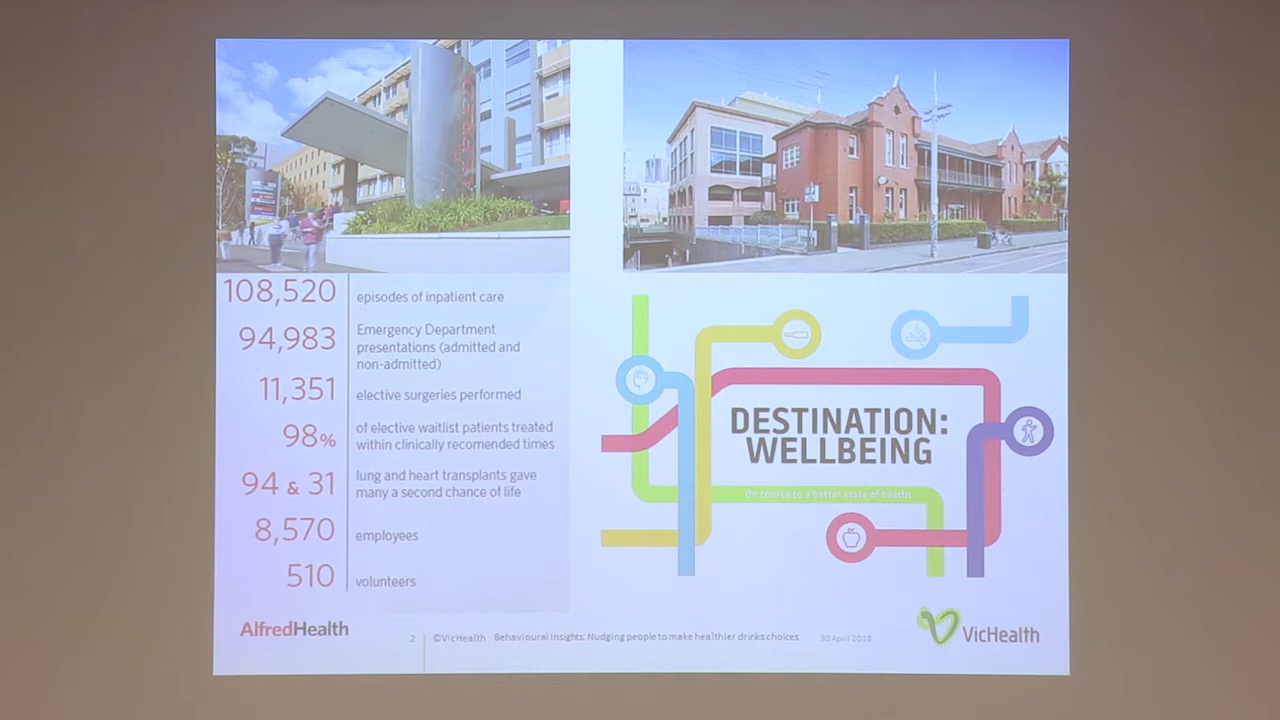 108,520 episodes of inpatient care
94,983 Emergency Department
presentations (admitted and
non-admitted)
11,351 elective surgeries performed
98% of elective waitlist patients treated
within clinically recomended times
94 & 31 lung and heart transplants gave
many a second chance of life
8,570 employees
510 volunteers
AlfredHealth
DESTINATION:
WELLBEING
On course to a better state of health
2 ©VicHealth Behavioural Insights: Nudging people to make healthier drinks choices 30 April 2018
VicHealth